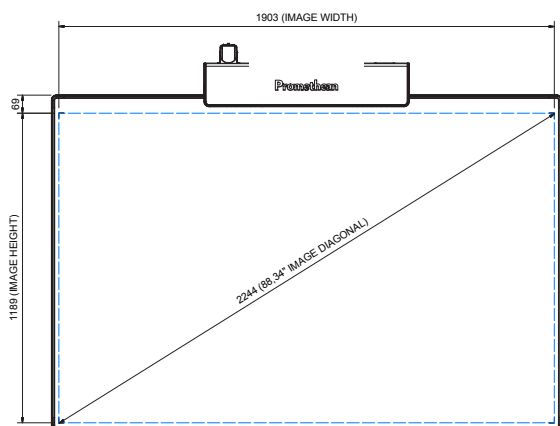 1903 (IMAGE WIDTH)
Promethean
69
1189 (IMAGE HEIGHT)
2244 (88,34" IMAGE DIAGONAL)